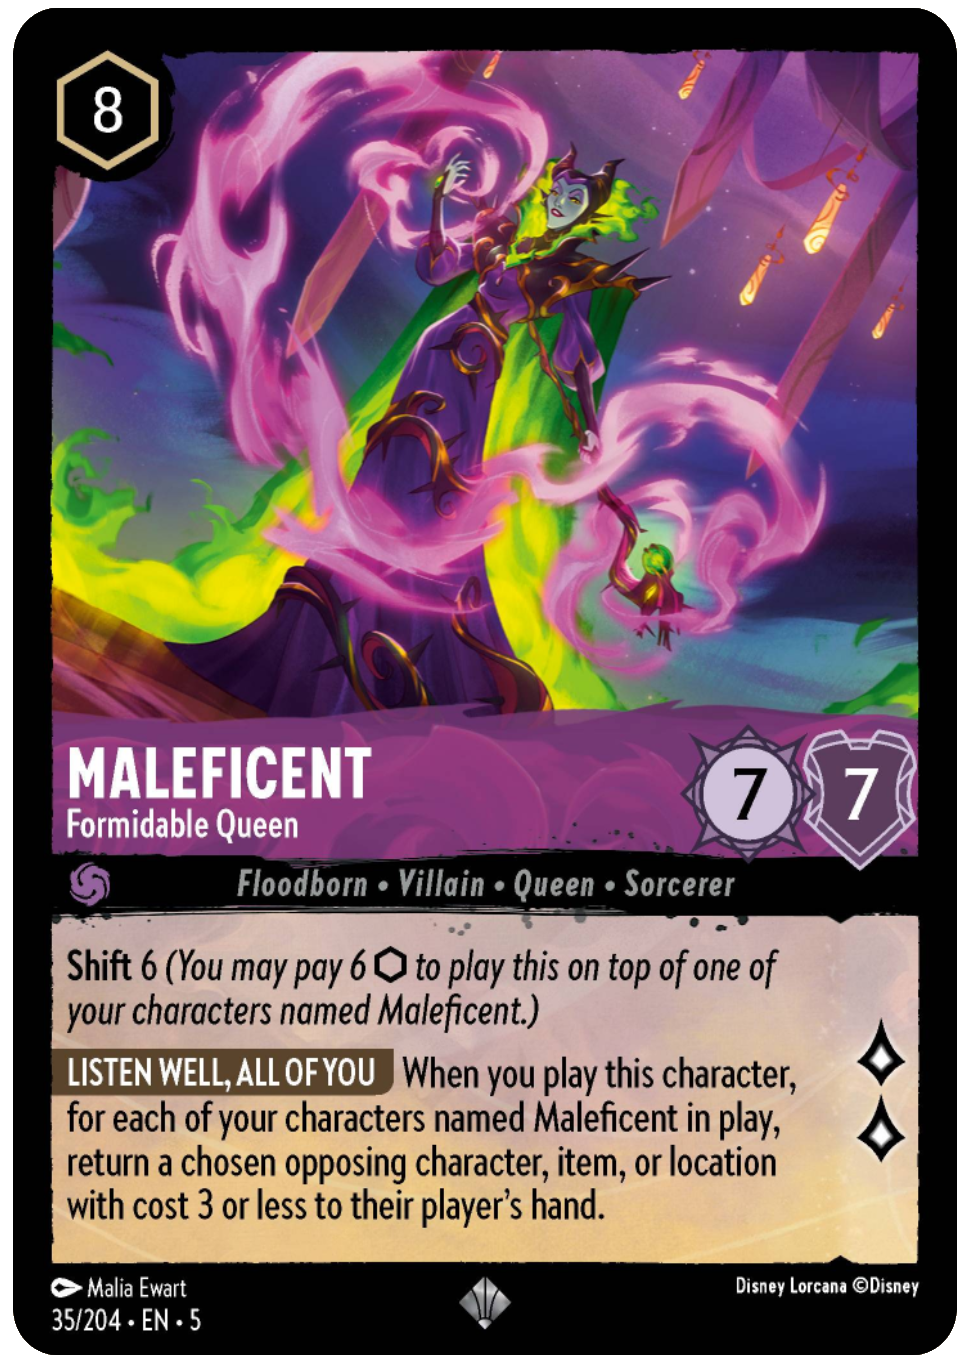 8
MALEFICENT
Formidable Queen
7 7
Floodborn • Villain • Queen • Sorcerer
Shift 6 (You may pay 6 ⬡ to play this on top of one of
your characters named Maleficent.)
LISTEN WELL, ALL OF YOU When you play this character,
for each of your characters named Maleficent in play,
return a chosen opposing character, item, or location
with cost 3 or less to their player's hand.
Malia Ewart
Disney Lorcana ©Disney
35/204 • EN • 5